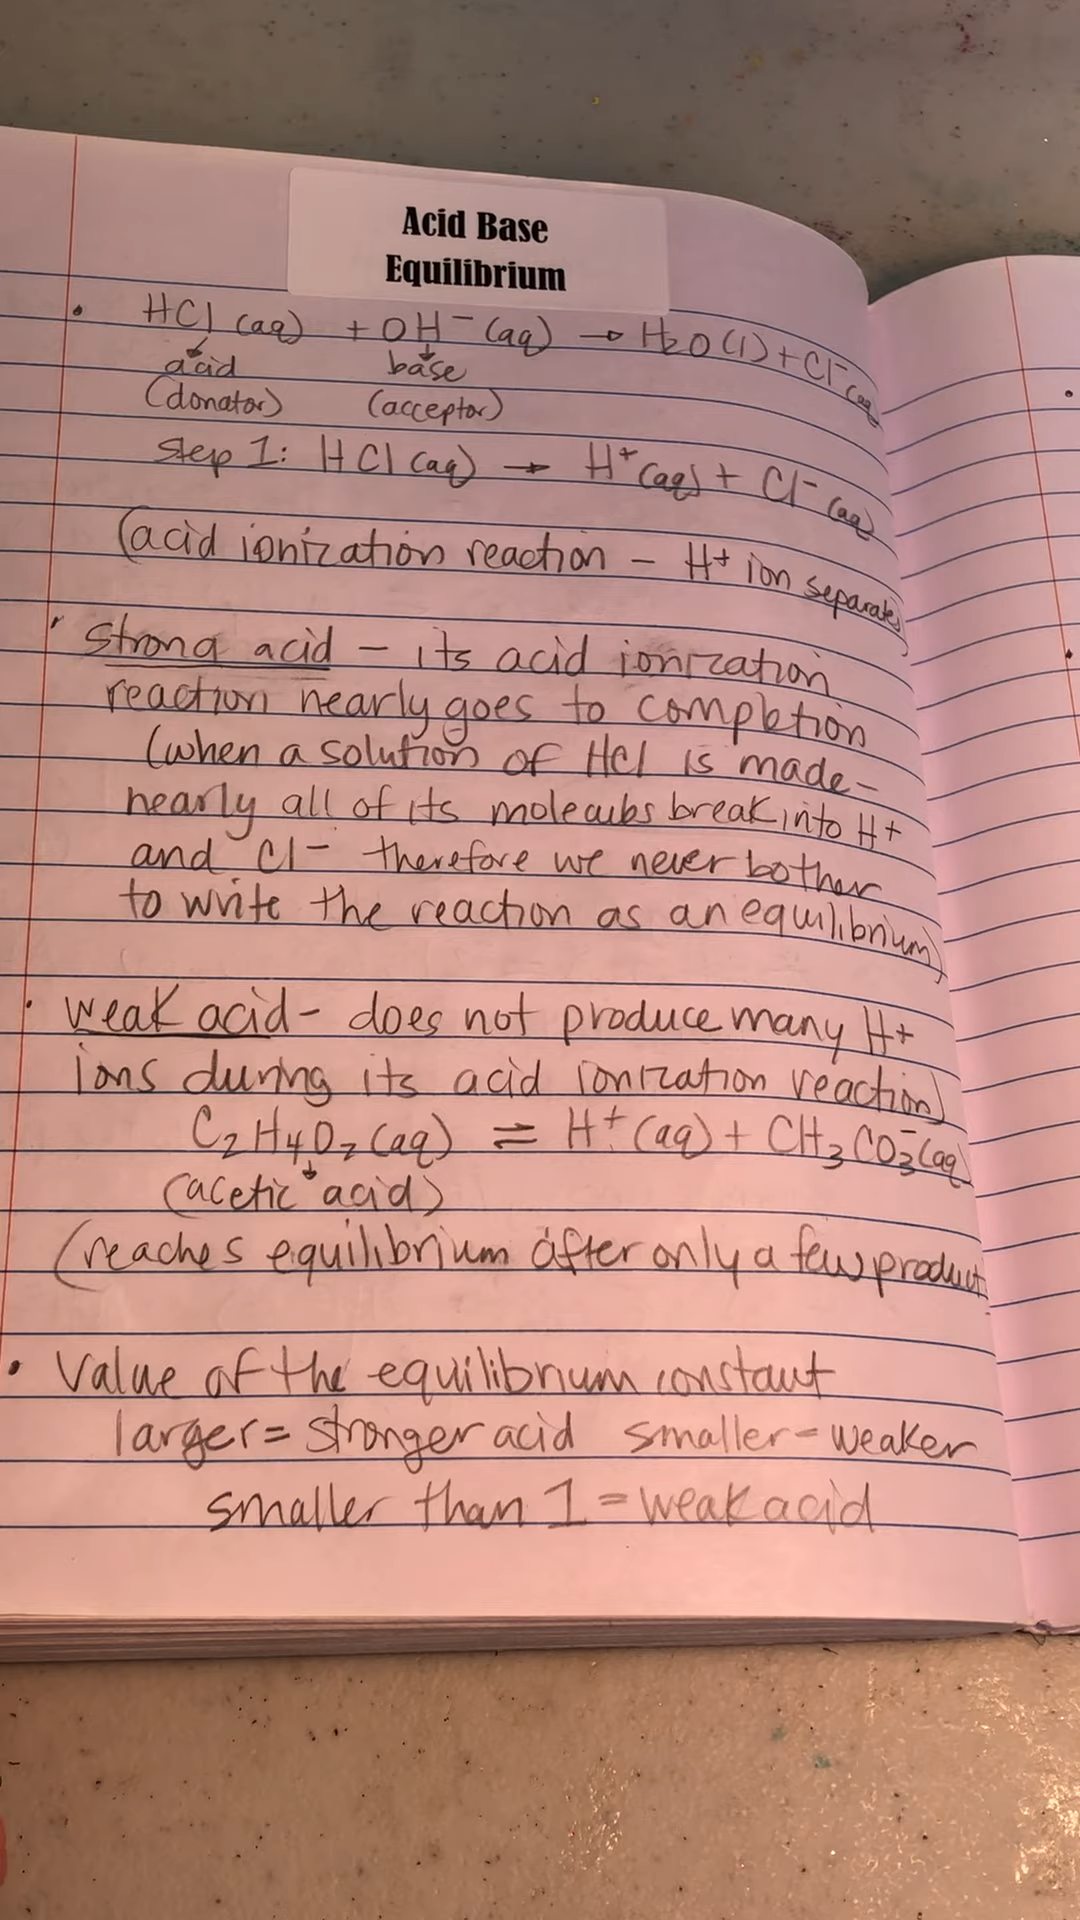 Acid Base
Equilibrium
• HCl (aq) + OH⁻ (aq) → H₂O (l) + Cl⁻ (aq)
acid base
(donator) (acceptor)
step 1: HCl (aq) → H⁺ (aq) + Cl⁻ (aq)
(acid ionization reaction – H+ ion separates)
• strong acid – its acid ionization
reaction nearly goes to completion
(when a solution of HCl is made –
nearly all of its molecules break into H+
and Cl– therefore we never bother
to write the reaction as an equilibrium)
• weak acid – does not produce many H+
ions during its acid ionization reaction)
C₂H₄O₂ (aq) ⇌ H⁺ (aq) + CH₃CO₃⁻ (aq)
(acetic acid)
(reaches equilibrium after only a few product
• Value of the equilibrium constant
larger = stronger acid smaller = weaker
smaller than 1 = weak acid